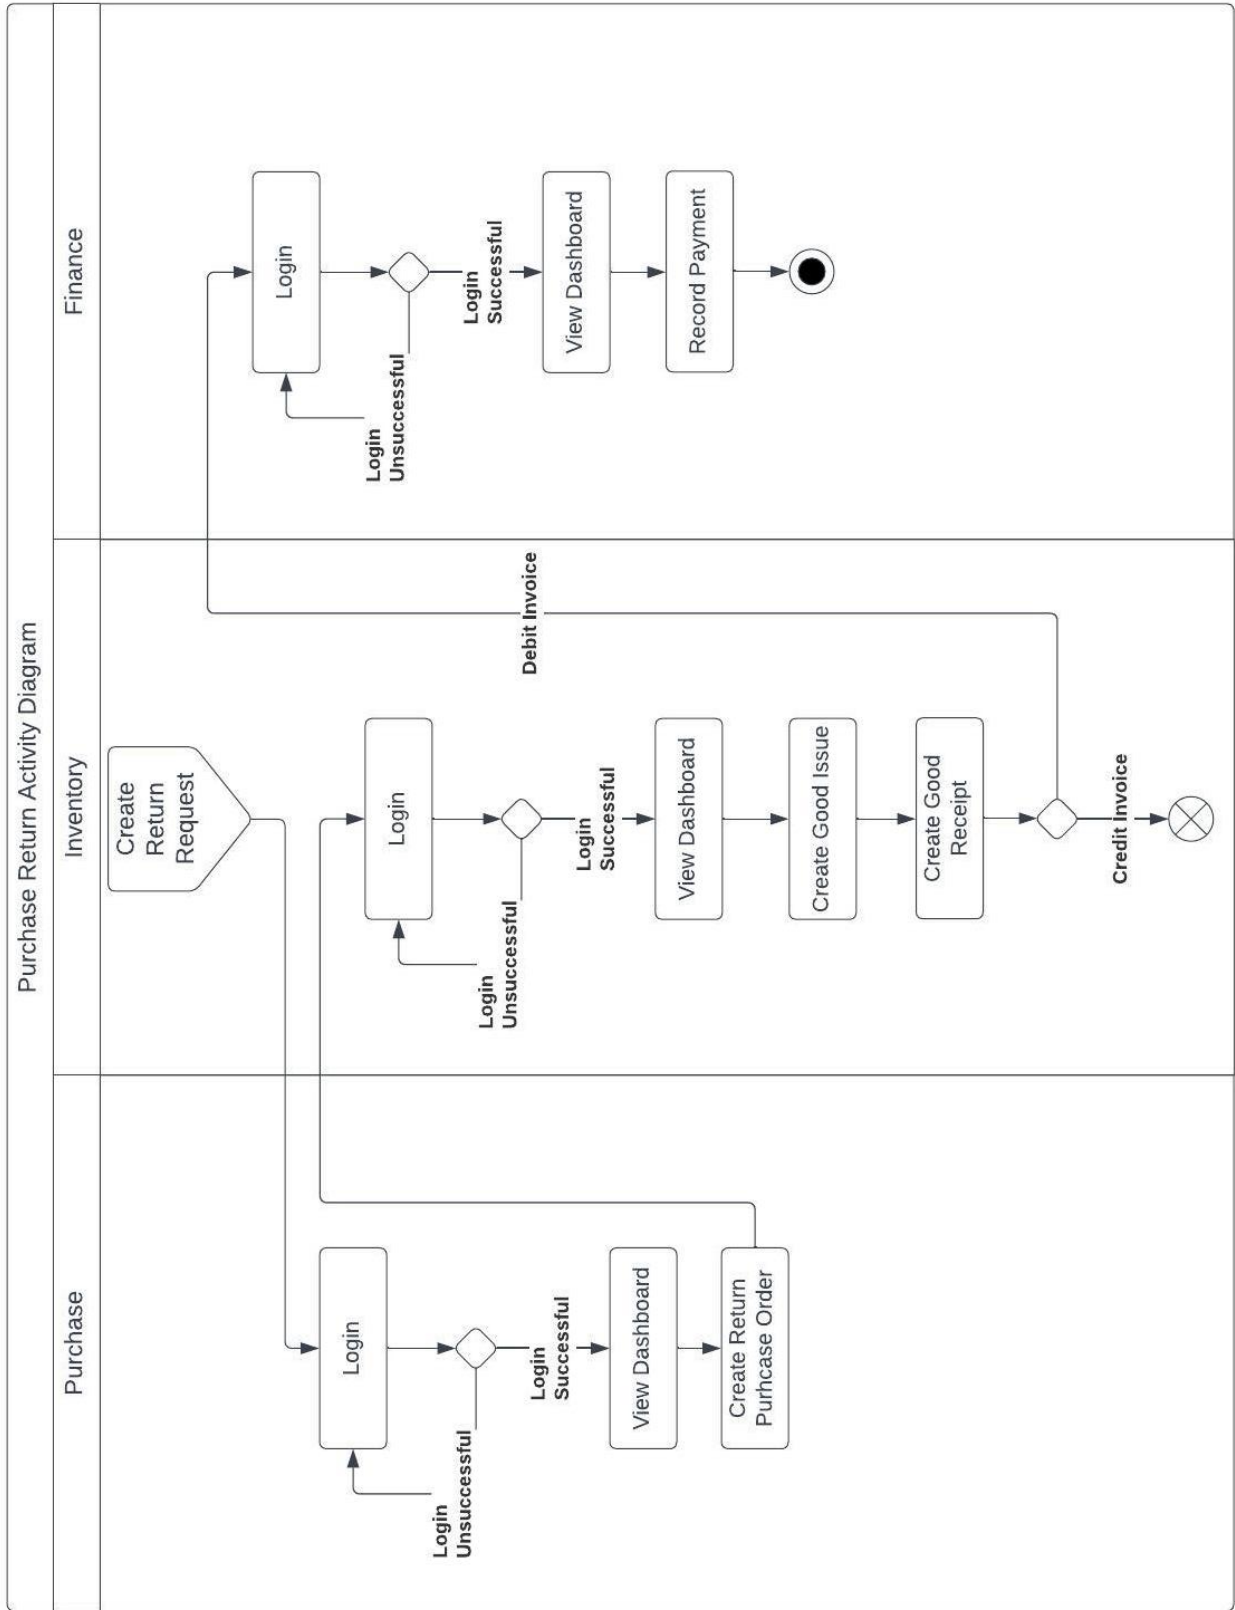 Purchase Return Activity Diagram
Purchase
Inventory
Finance
Create
Return
Request
Login
Login
Unsuccessful
Login
Successful
View Dashboard
Create Return
Purhcase Order
Login
Login
Unsuccessful
Login
Successful
View Dashboard
Create Good Issue
Create Good
Receipt
Credit Invoice
Debit Invoice
Login
Login
Unsuccessful
Login
Successful
View Dashboard
Record Payment